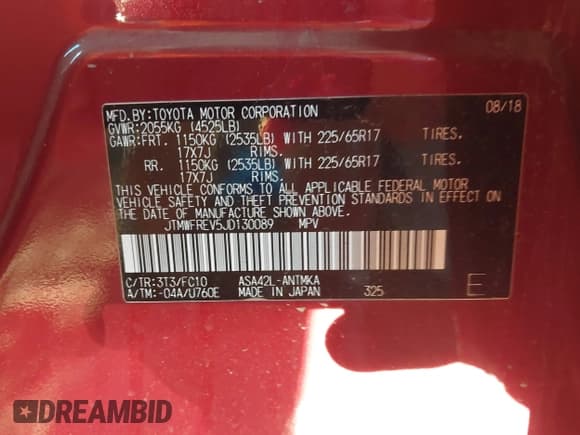 MFD.BY:TOYOTA MOTOR CORPORATION 08/18
GVWR:2055KG (4525LB)
GAWR:FRT. 1150KG (2535LB) WITH 225/65R17 TIRES.
17X7J RIMS.
RR. 1150KG (2535LB) WITH 225/65R17 TIRES.
17X7J RIMS.
THIS VEHICLE CONFORMS TO ALL APPLICABLE FEDERAL MOTOR
VEHICLE SAFETY AND THEFT PREVENTION STANDARDS IN EFFECT ON
THE DATE OF MANUFACTURE SHOWN ABOVE.
JTMWFREV5JD130089 MPV
C/TR:3T3/FC10 ASA42L-ANTMKA
A/TM:-04A/U760E MADE IN JAPAN 325 E
DREAMBID